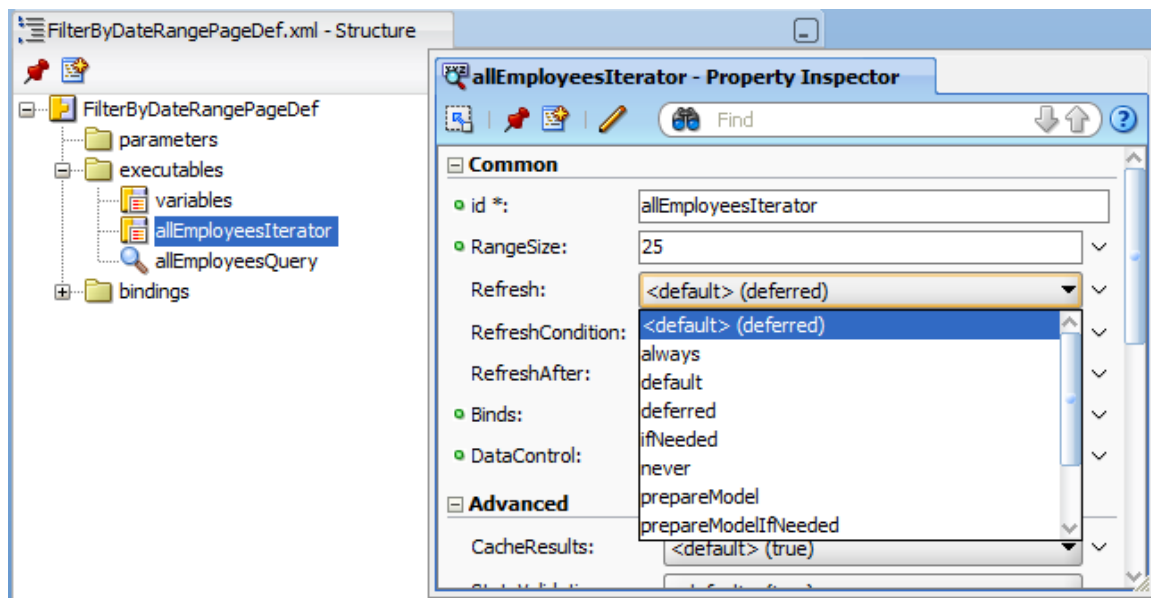 FilterByDateRangePageDef.xml - Structure
FilterByDateRangePageDef
parameters
executables
variables
allEmployeesIterator
allEmployeesQuery
bindings
allEmployeesIterator - Property Inspector
Find
Common
id *: allEmployeesIterator
RangeSize: 25
Refresh: <default> (deferred)
<default> (deferred)
RefreshCondition:
always
RefreshAfter:
default
deferred
Binds:
ifNeeded
DataControl:
never
prepareModel
Advanced
prepareModelIfNeeded
CacheResults: <default> (true)